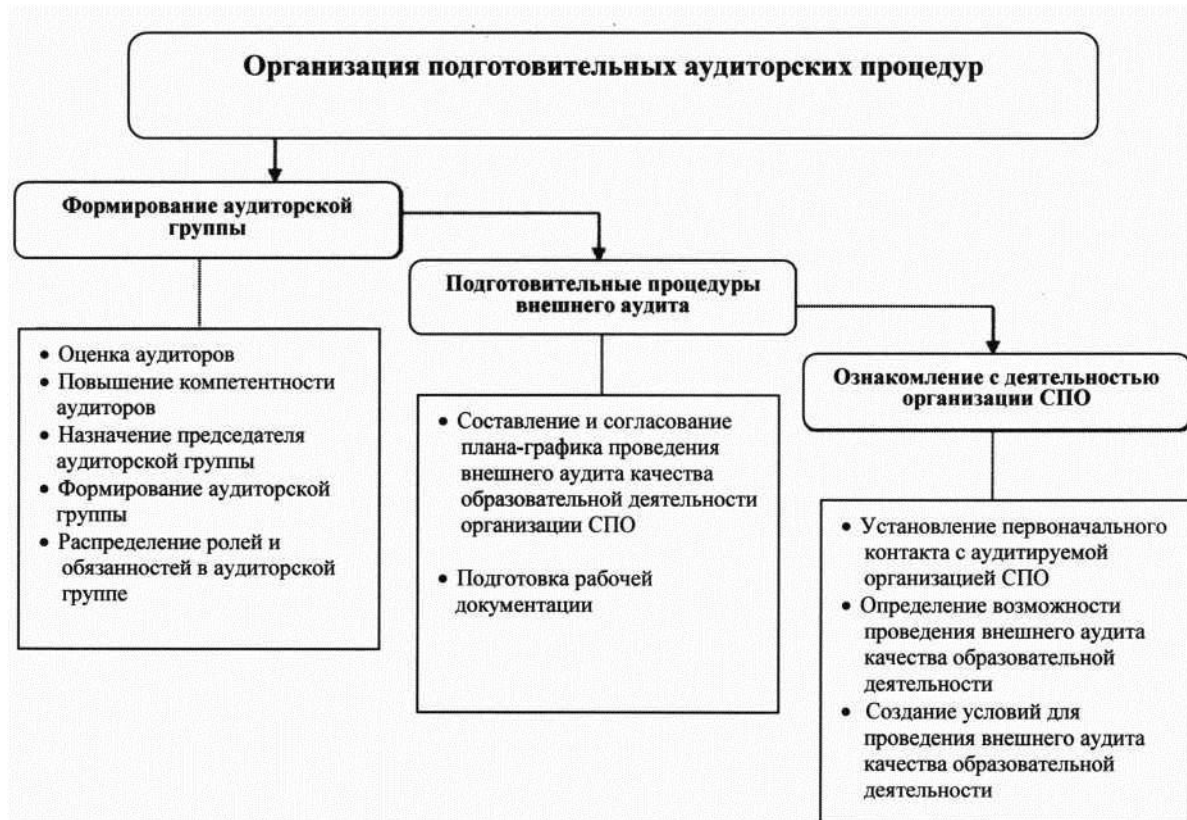 Организация подготовительных аудиторских процедур
Формирование аудиторской
группы
• Оценка аудиторов
• Повышение компетентности
аудиторов
• Назначение председателя
аудиторской группы
• Формирование аудиторской
группы
• Распределение ролей и
обязанностей в аудиторской
группе
Подготовительные процедуры
внешнего аудита
• Составление и согласование
плана-графика проведения
внешнего аудита качества
образовательной деятельности
организации СПО
• Подготовка рабочей
документации
Ознакомление с деятельностью
организации СПО
• Установление первоначального
контакта с аудитируемой
организацией СПО
• Определение возможности
проведения внешнего аудита
качества образовательной
деятельности
• Создание условий для
проведения внешнего аудита
качества образовательной
деятельности